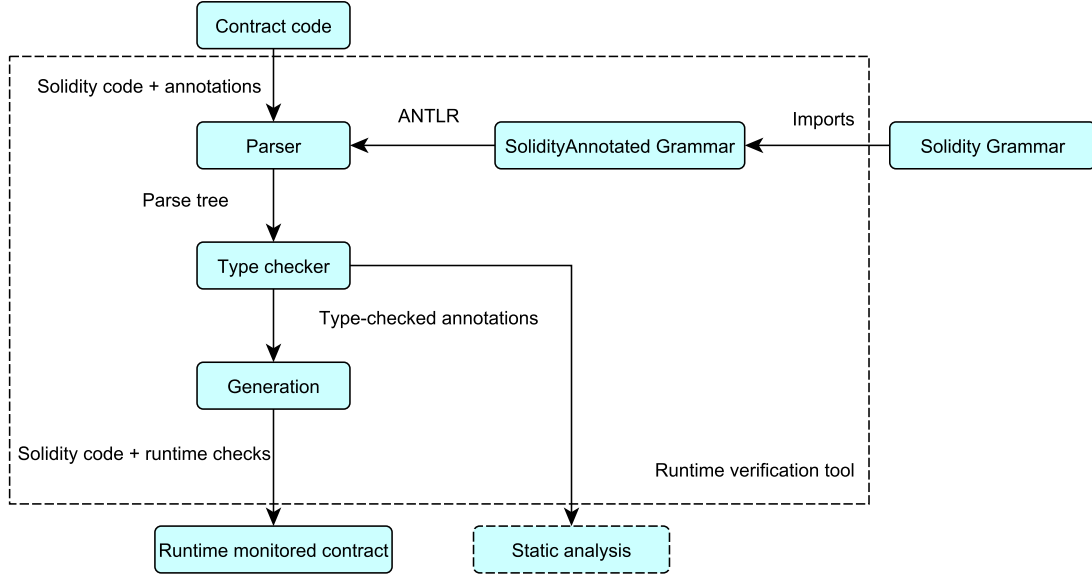 Contract code
Solidity code + annotations
ANTLR
Imports
Parser
SolidityAnnotated Grammar
Solidity Grammar
Parse tree
Type checker
Type-checked annotations
Generation
Solidity code + runtime checks
Runtime verification tool
Runtime monitored contract
Static analysis